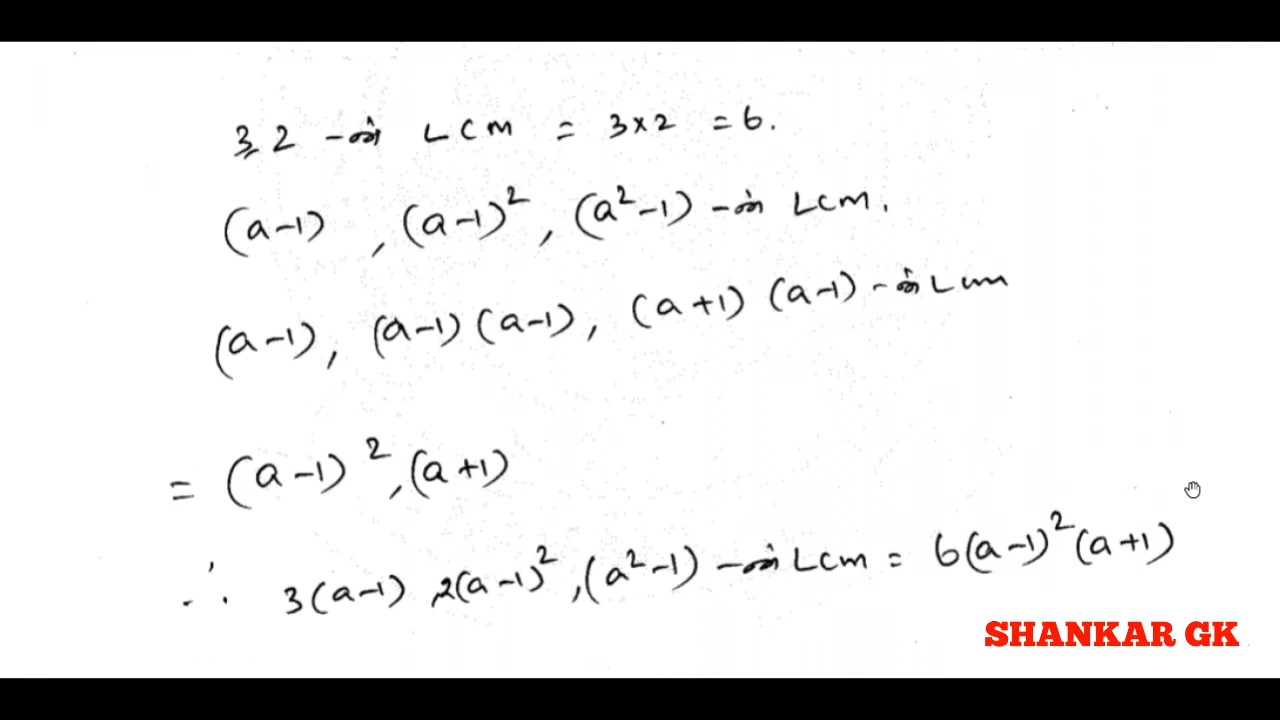 3, 2 -ன் LCM = 3×2 = 6.
(a-1) , (a-1)², (a²-1) -ன் LCM.
(a-1), (a-1)(a-1), (a+1)(a-1) -ன் LCM
= (a-1)², (a+1)
∴ 3(a-1), 2(a-1)², (a²-1) -ன் LCM = 6(a-1)²(a+1)
SHANKAR GK